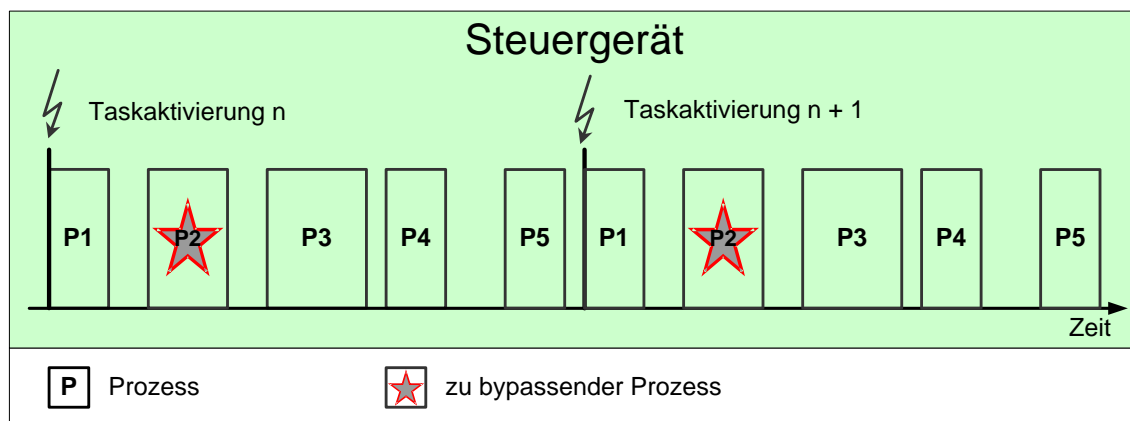 Steuergerät
Taskaktivierung n Taskaktivierung n + 1
P1 P2 P3 P4 P5 P1 P2 P3 P4 P5
Zeit
P Prozess zu bypassender Prozess